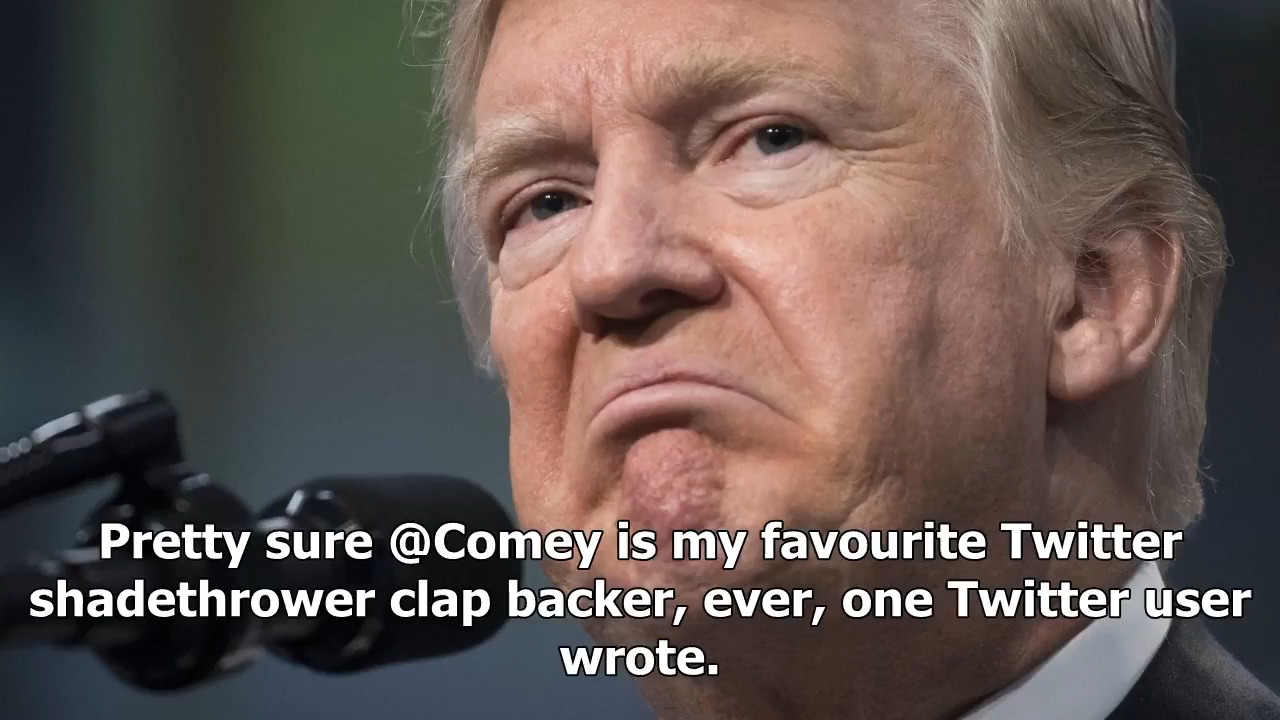 Pretty sure @Comey is my favourite Twitter
shadethrower clap backer, ever, one Twitter user
wrote.